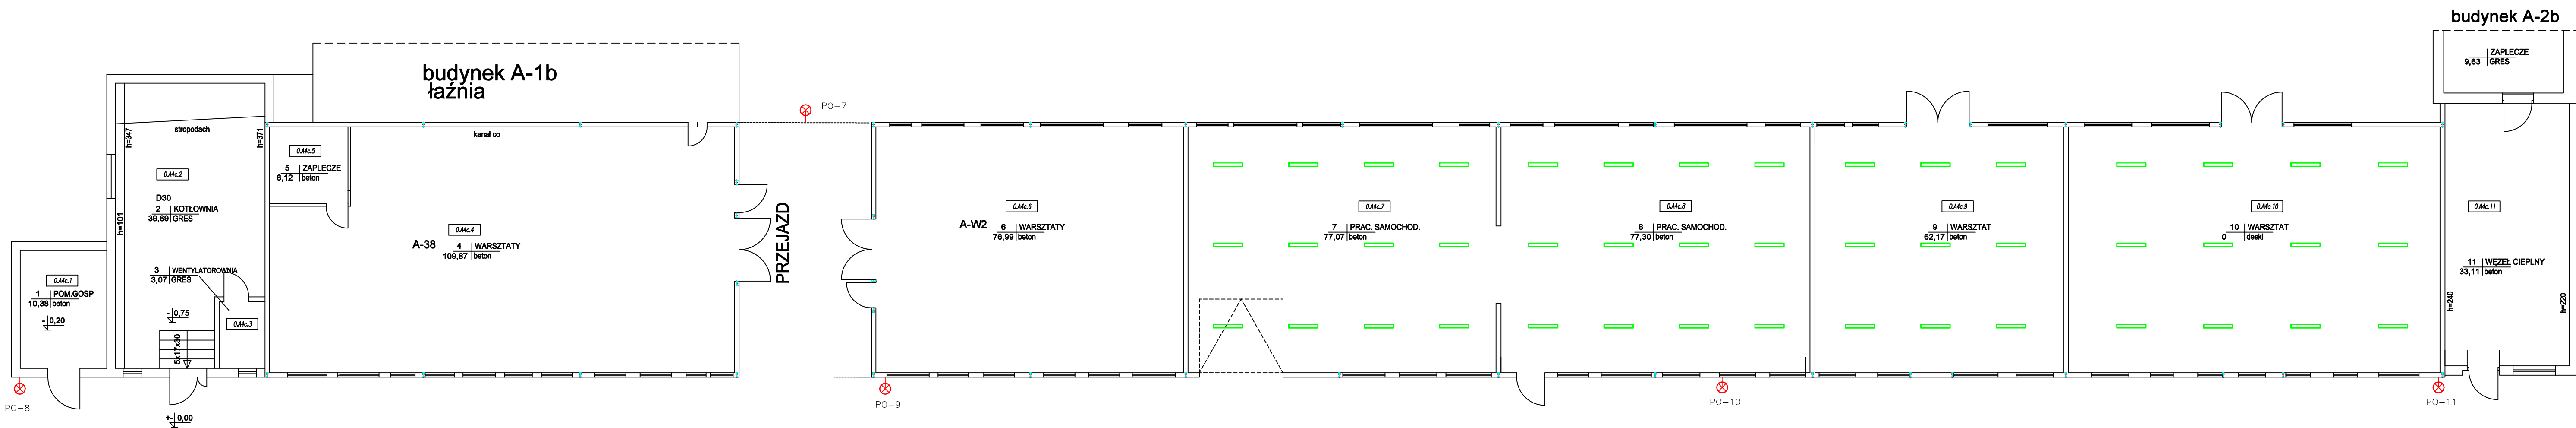 budynek A-2b
ZAPLECZE
9,63 GRES
budynek A-1b
łaźnia
PO-7
stropodach
h=347
h=371
kanał co
0.A4c.5
5 ZAPLECZE
6,12 beton
0.A4c.2
D30
2 KOTŁOWNIA
39,69 GRES
h=101
0.A4c.4
A-38
4 WARSZTATY
109,87 beton
PRZEJAZD
0.A4c.6
A-W2
6 WARSZTATY
76,99 beton
0.A4c.7
7 PRAC. SAMOCHOD.
77,07 beton
0.A4c.8
8 PRAC. SAMOCHOD.
77,30 beton
0.A4c.9
9 WARSZTAT
62,17 beton
0.A4c.10
10 WARSZTAT
0 deski
0.A4c.11
11 WĘZEŁ CIEPLNY
33,11 beton
h=240
h=220
3 WENTYLATOROWNIA
3,07 GRES
0.A4c.1
1 POM.GOSP
10,38 beton
- 0,20
- 0,75
0.A4c.3
5x17x30
PO-8
+- 0,00
PO-9
PO-10
PO-11